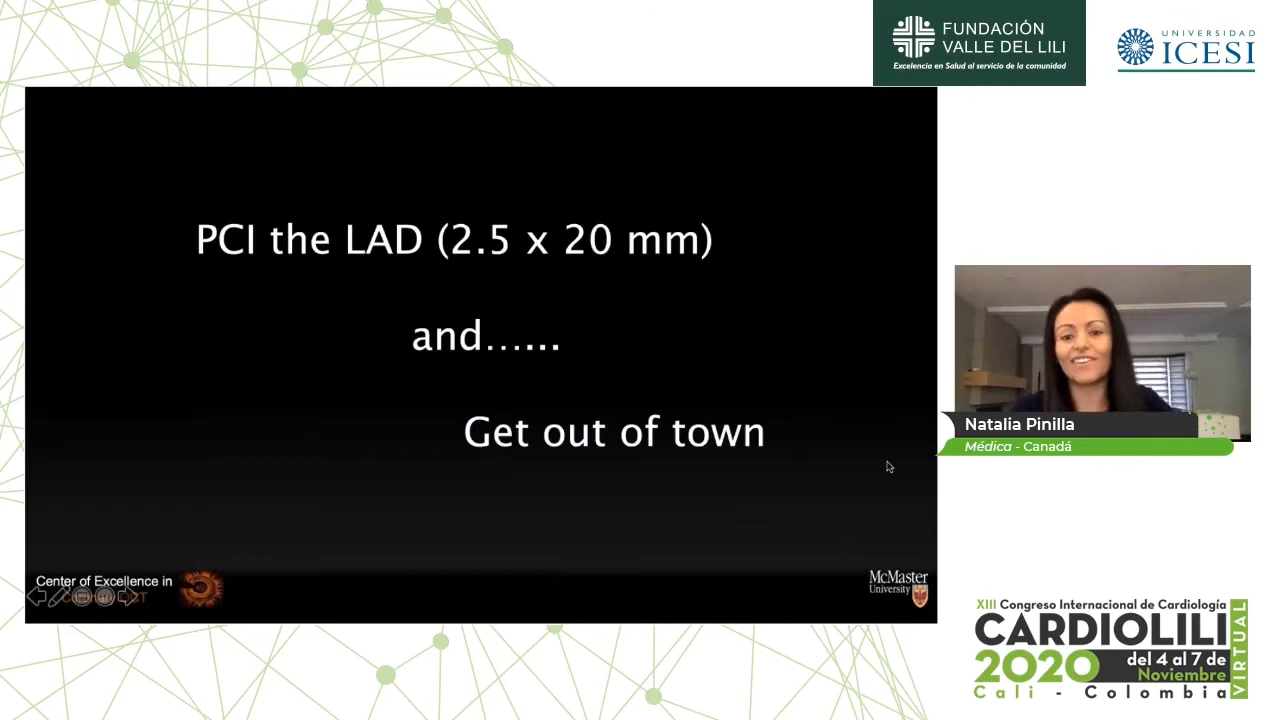 FUNDACIÓN
VALLE DEL LILI
Excelencia en Salud al servicio de la comunidad
UNIVERSIDAD
ICESI
PCI the LAD (2.5 x 20 mm)
and......
Get out of town
Natalia Pinilla
Médica - Canadá
Center of Excellence in
Coronary OCT
McMaster
University
XIII Congreso Internacional de Cardiología
CARDIOLILI
2020
del 4 al 7 de
Noviembre
VIRTUAL
Cali - Colombia